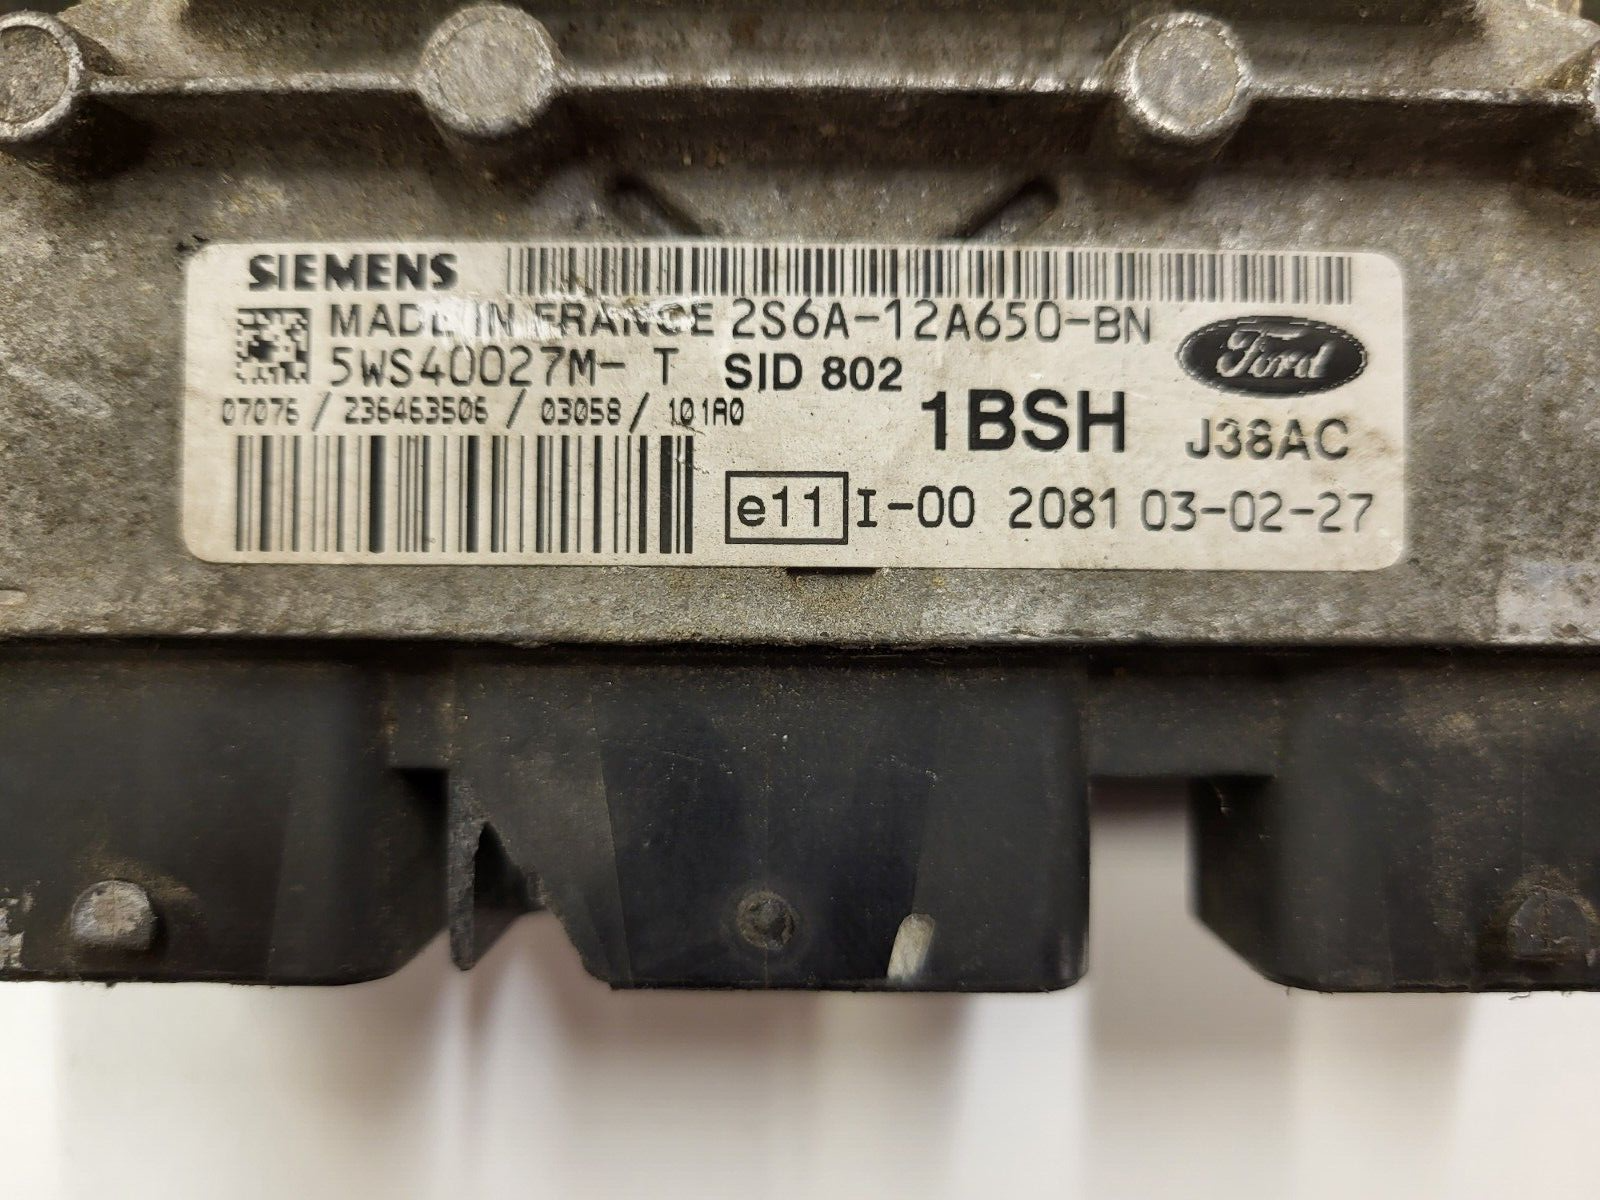 SIEMENS
MADE IN FRANCE 2S6A-12A650-BN
Ford
5WS40027M- T SID 802
07076 / 236463506 / 03058 / 101A0
1BSH J38AC
e11 I-00 2081 03-02-27